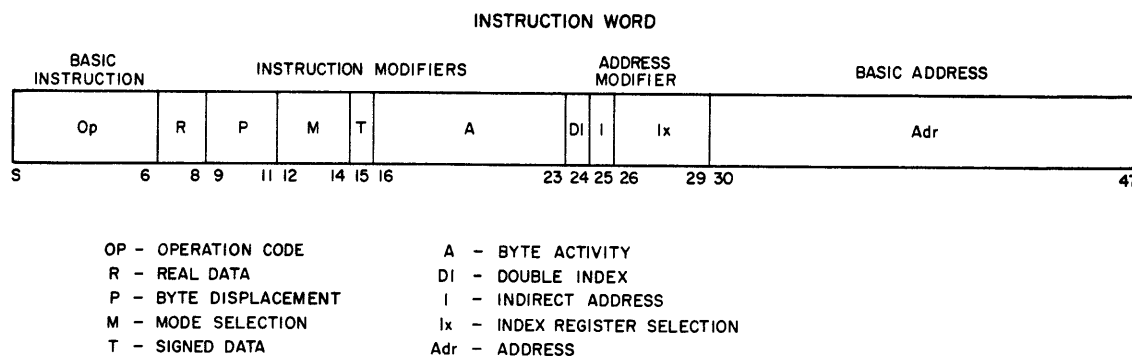 INSTRUCTION WORD
BASIC INSTRUCTION
INSTRUCTION MODIFIERS
ADDRESS MODIFIER
BASIC ADDRESS
Op R P M T A DI I Ix Adr
S 6 8 9 11 12 14 15 16 23 24 25 26 29 30 47
OP – OPERATION CODE
R – REAL DATA
P – BYTE DISPLACEMENT
M – MODE SELECTION
T – SIGNED DATA
A – BYTE ACTIVITY
DI – DOUBLE INDEX
I – INDIRECT ADDRESS
Ix – INDEX REGISTER SELECTION
Adr – ADDRESS